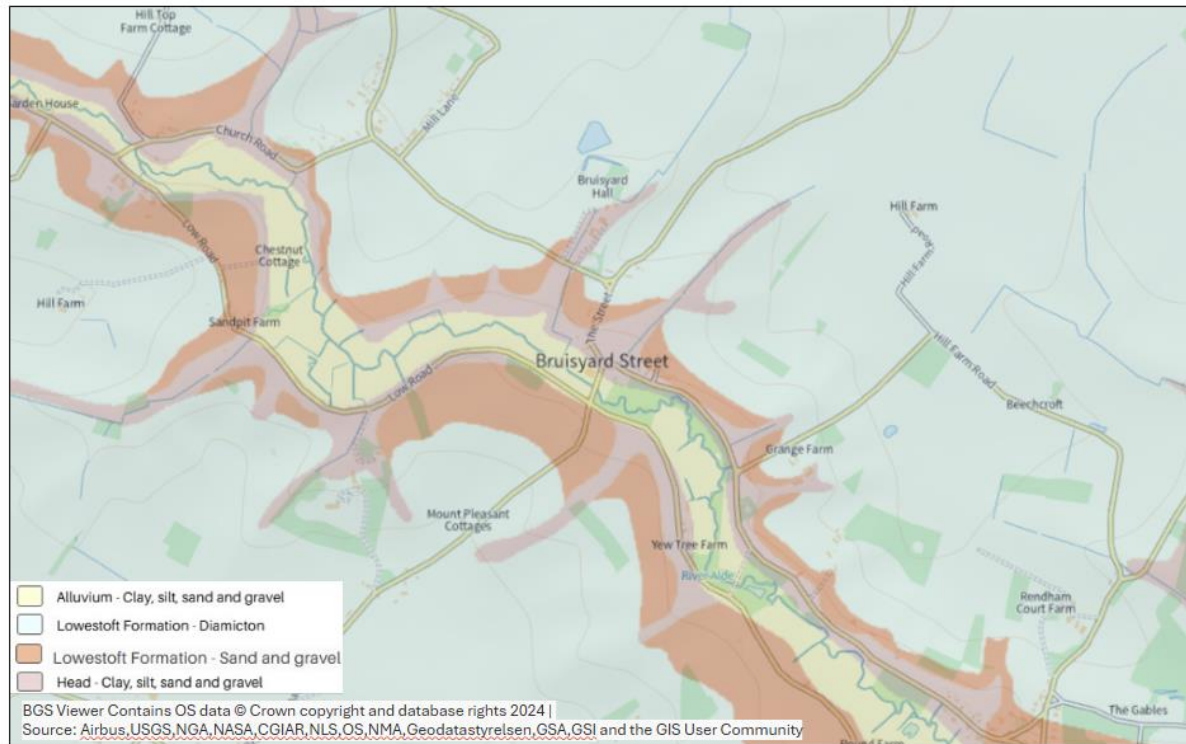 Hill Top
Farm Cottage
arden House
Church Road
Mill Lane
Bruisyard
Hall
Hill Farm
Hill Farm Road
Low Road
Chestnut
Cottage
Hill Farm
Sandpit Farm
The Street
Bruisyard Street
Hill Farm Road
Low Road
Beechcroft
Grange Farm
Mount Pleasant
Cottages
Yew Tree Farm
River Alde
Rendham
Court Farm
The Gables
Alluvium - Clay, silt, sand and gravel
Lowestoft Formation - Diamicton
Lowestoft Formation - Sand and gravel
Head - Clay, silt, sand and gravel
BGS Viewer Contains OS data © Crown copyright and database rights 2024 |
Source: Airbus,USGS,NGA,NASA,CGIAR,NLS,OS,NMA,Geodatastyrelsen,GSA,GSI and the GIS User Community